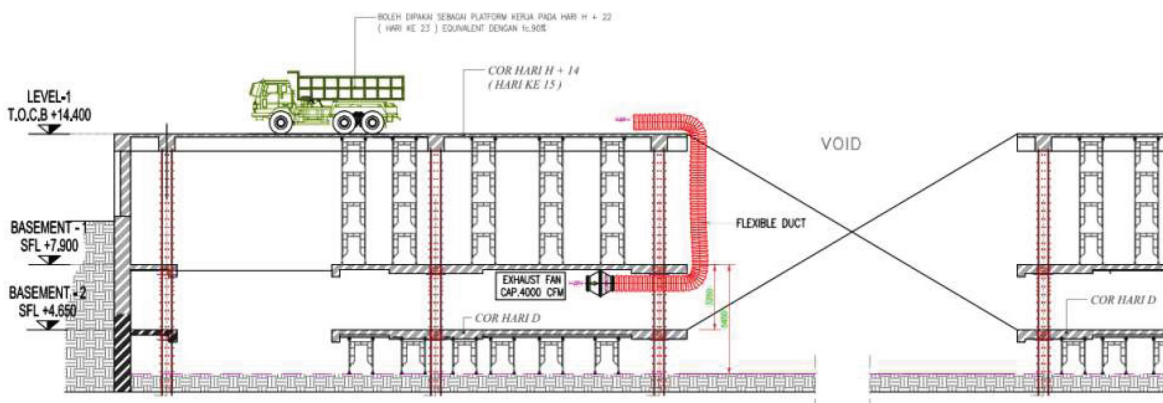 BOLEH DIPAKAI SEBAGAI PLATFORM KERJA PADA HARI H + 22
( HARI KE 23 ) EQUIVALENT DENGAN fc.90%
COR HARI H + 14
( HARI KE 15 )
LEVEL-1
T.O.C.B +14.400
VOID
FLEXIBLE DUCT
BASEMENT - 1
SFL +7.900
EXHAUST FAN
CAP.4000 CFM
BASEMENT - 2
SFL +4.650
COR HARI D
COR HARI D